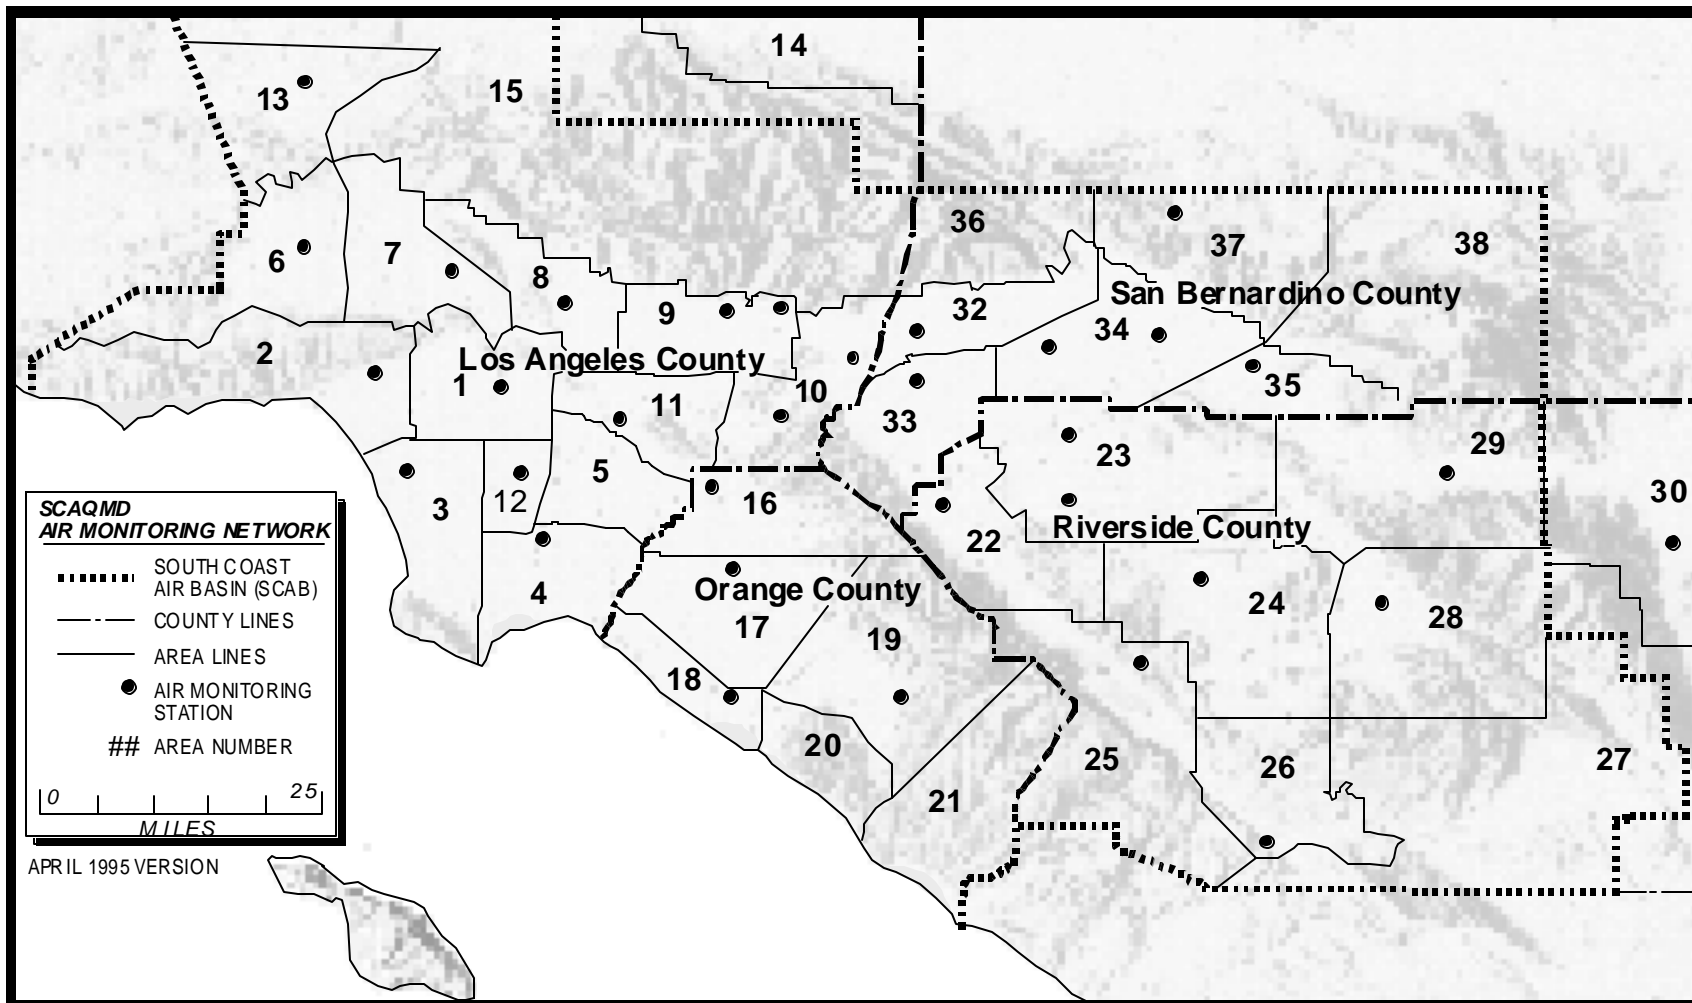 14
15
13
36
37
38
6
7
8
San Bernardino County
9
32
34
2
Los Angeles County
1
10
35
11
33
29
23
5
30
3
12
16
Riverside County
22
SCAQMD
AIR MONITORING NETWORK
SOUTH COAST
AIR BASIN (SCAB)
COUNTY LINES
AREA LINES
AIR MONITORING
STATION
## AREA NUMBER
0 25
MILES
APRIL 1995 VERSION
4
Orange County
24
28
17
19
18
20
25
26
27
21